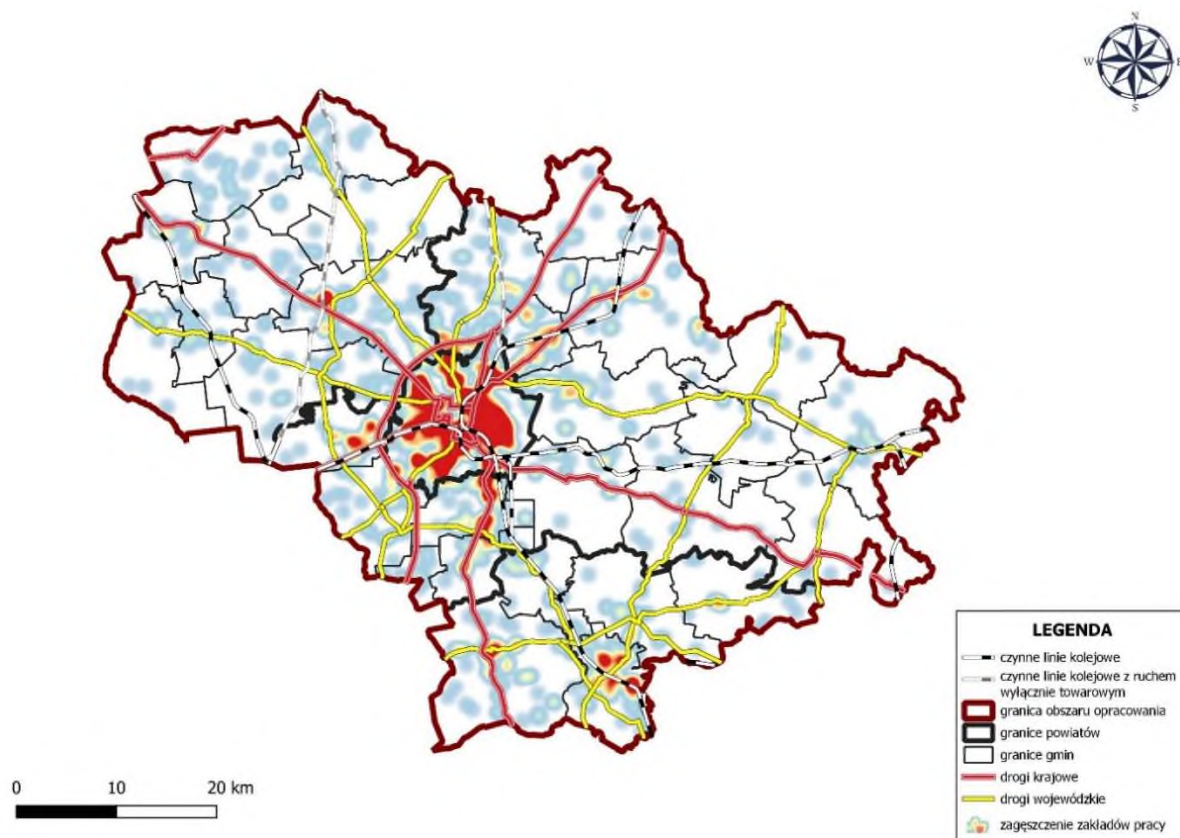 N
W
E
S
LEGENDA
czynne linie kolejowe
czynne linie kolejowe z ruchem
wyłącznie towarowym
granica obszaru opracowania
granice powiatów
granice gmin
drogi krajowe
drogi wojewódzkie
zagęszczenie zakładów pracy
0 10 20 km